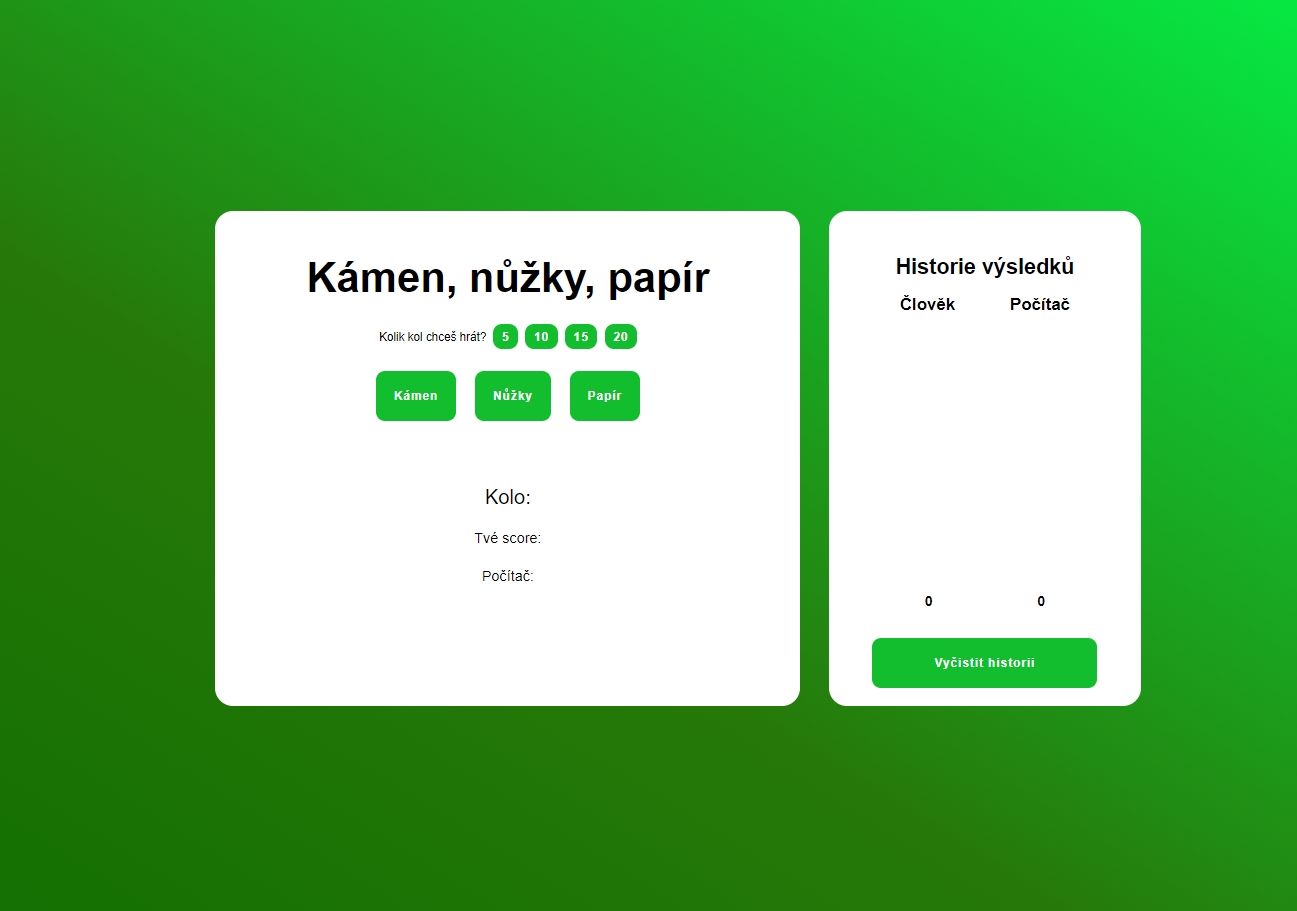 Kámen, nůžky, papír
Kolik kol chceš hrát? 5 10 15 20
Kámen Nůžky Papír
Kolo:
Tvé score:
Počítač:
Historie výsledků
Člověk Počítač
0 0
Vyčistit historii